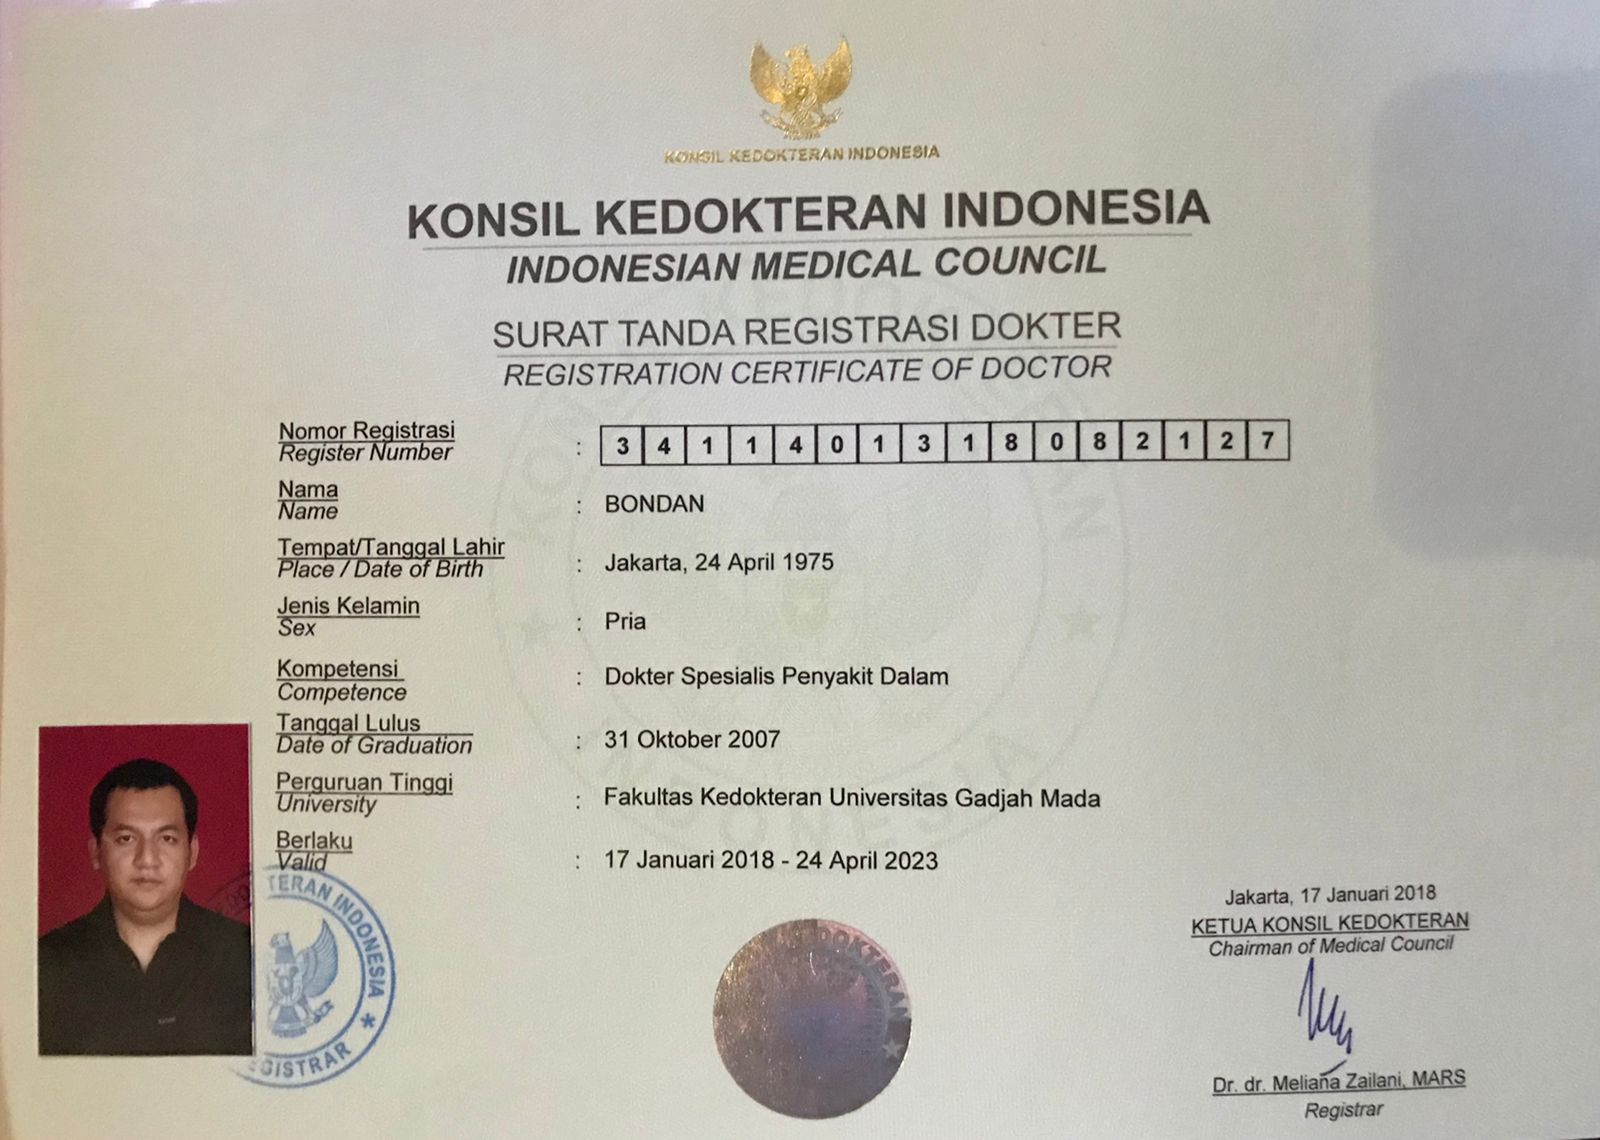 KONSIL KEDOKTERAN INDONESIA
KONSIL KEDOKTERAN INDONESIA
INDONESIAN MEDICAL COUNCIL
SURAT TANDA REGISTRASI DOKTER
REGISTRATION CERTIFICATE OF DOCTOR
Nomor Registrasi
Register Number : 3 4 1 1 4 0 1 3 1 8 0 8 2 1 2 7
Nama
Name : BONDAN
Tempat/Tanggal Lahir
Place / Date of Birth : Jakarta, 24 April 1975
Jenis Kelamin
Sex : Pria
Kompetensi
Competence : Dokter Spesialis Penyakit Dalam
Tanggal Lulus
Date of Graduation : 31 Oktober 2007
Perguruan Tinggi
University : Fakultas Kedokteran Universitas Gadjah Mada
Berlaku
Valid : 17 Januari 2018 - 24 April 2023
Jakarta, 17 Januari 2018
KETUA KONSIL KEDOKTERAN
Chairman of Medical Council
Dr. dr. Meliana Zailani, MARS
Registrar
TERAN INDONESIA
GISTRAR
KEDOKTERAN